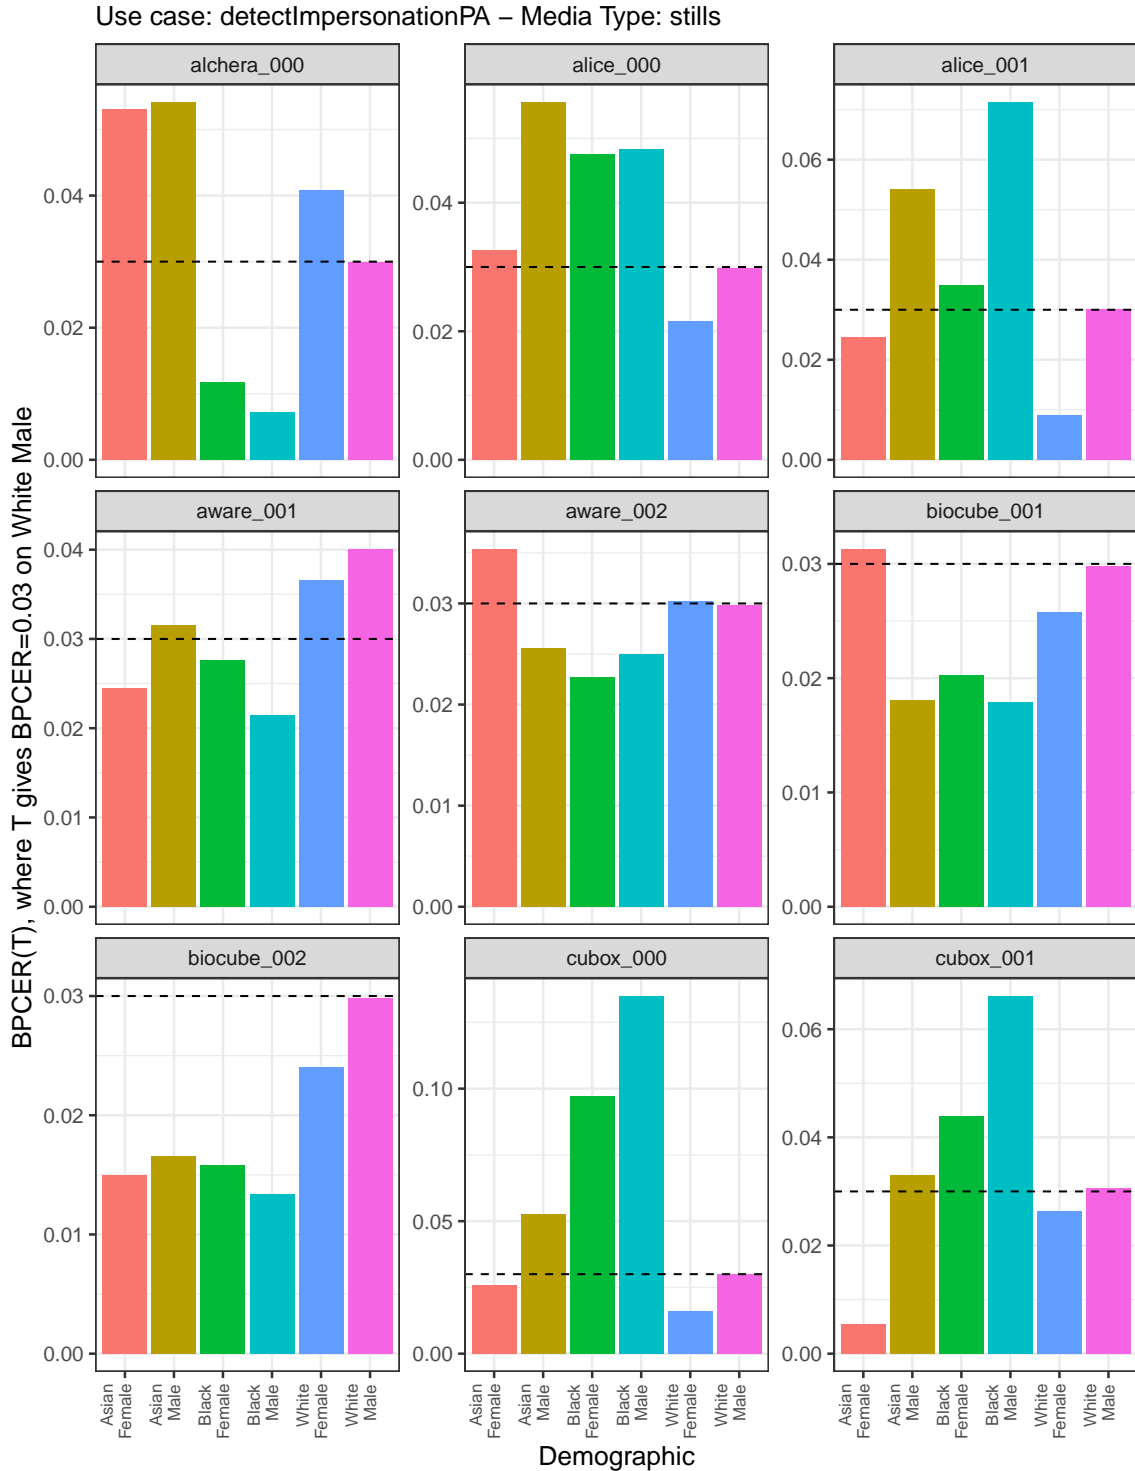 Use case: detectImpersonationPA − Media Type: stills
BPCER(T), where T gives BPCER=0.03 on White Male
alchera_000
0.04
0.02
0.00
alice_000
0.04
0.02
0.00
alice_001
0.06
0.04
0.02
0.00
aware_001
0.04
0.03
0.02
0.01
0.00
aware_002
0.03
0.02
0.01
0.00
biocube_001
0.03
0.02
0.01
0.00
biocube_002
0.03
0.02
0.01
0.00
cubox_000
0.10
0.05
0.00
cubox_001
0.06
0.04
0.02
0.00
Asian
Female
Asian
Male
Black
Female
Black
Male
White
Female
White
Male
Asian
Female
Asian
Male
Black
Female
Black
Male
White
Female
White
Male
Asian
Female
Asian
Male
Black
Female
Black
Male
White
Female
White
Male
Demographic